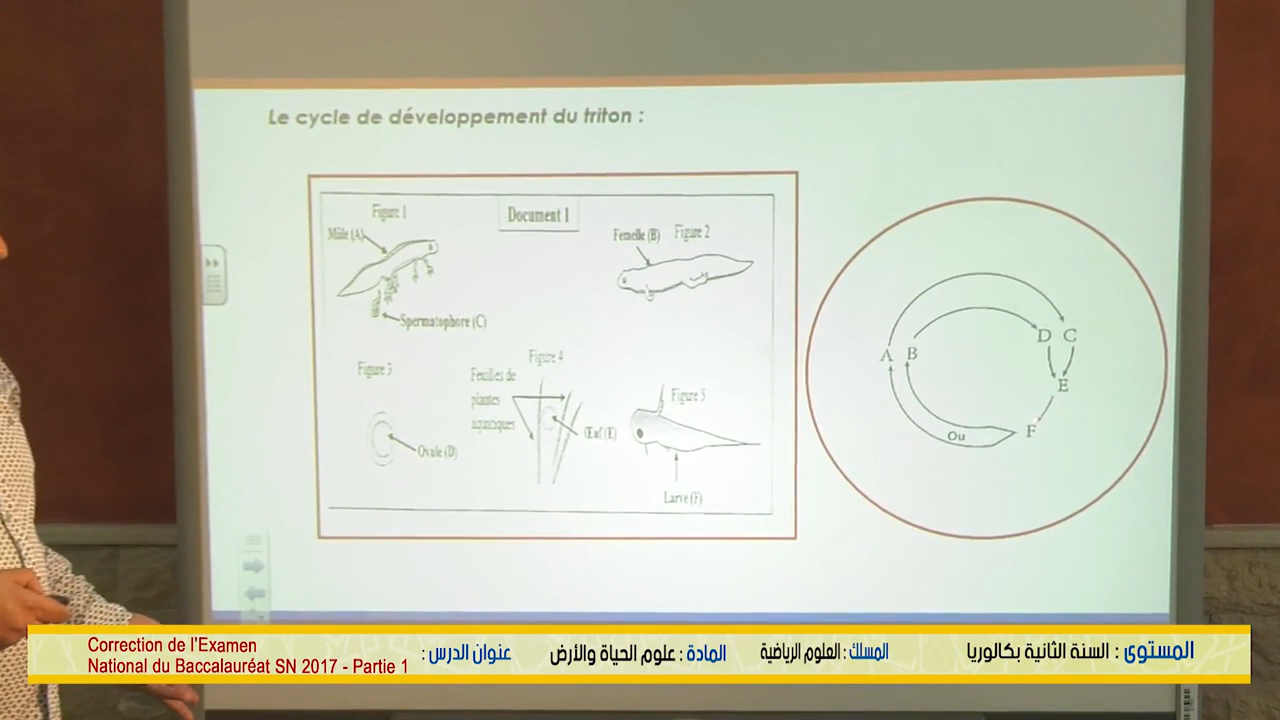 Le cycle de développement du triton :
Figure 1
Document 1
Mâle (A)
Femelle (B)
Figure 2
Spermatophore (C)
Figure 3
Figure 4
Feuilles de
plantes
aquatiques
Figure 5
Œuf (E)
Ovule (D)
Larve (F)
D C
A B
E
F
Ou
Correction de l'Examen
National du Baccalauréat SN 2017 - Partie 1
عنوان الدرس :
المادة : علوم الحياة والأرض
المسلك : العلوم الرياضية
المستوى : السنة الثانية بكالوريا